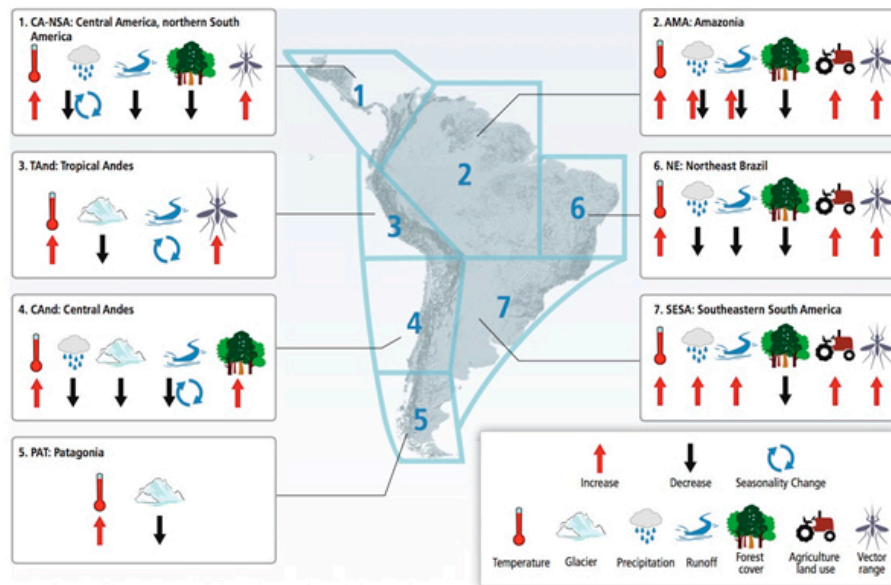 1. CA-NSA: Central America, northern South
America
2. AMA: Amazonia
3. TAnd: Tropical Andes
6. NE: Northeast Brazil
4. CAnd: Central Andes
7. SESA: Southeastern South America
5. PAT: Patagonia
1
2
3
6
4
7
5
Increase
Decrease
Seasonality Change
Temperature
Glacier
Precipitation
Runoff
Forest
cover
Agriculture
land use
Vector
range